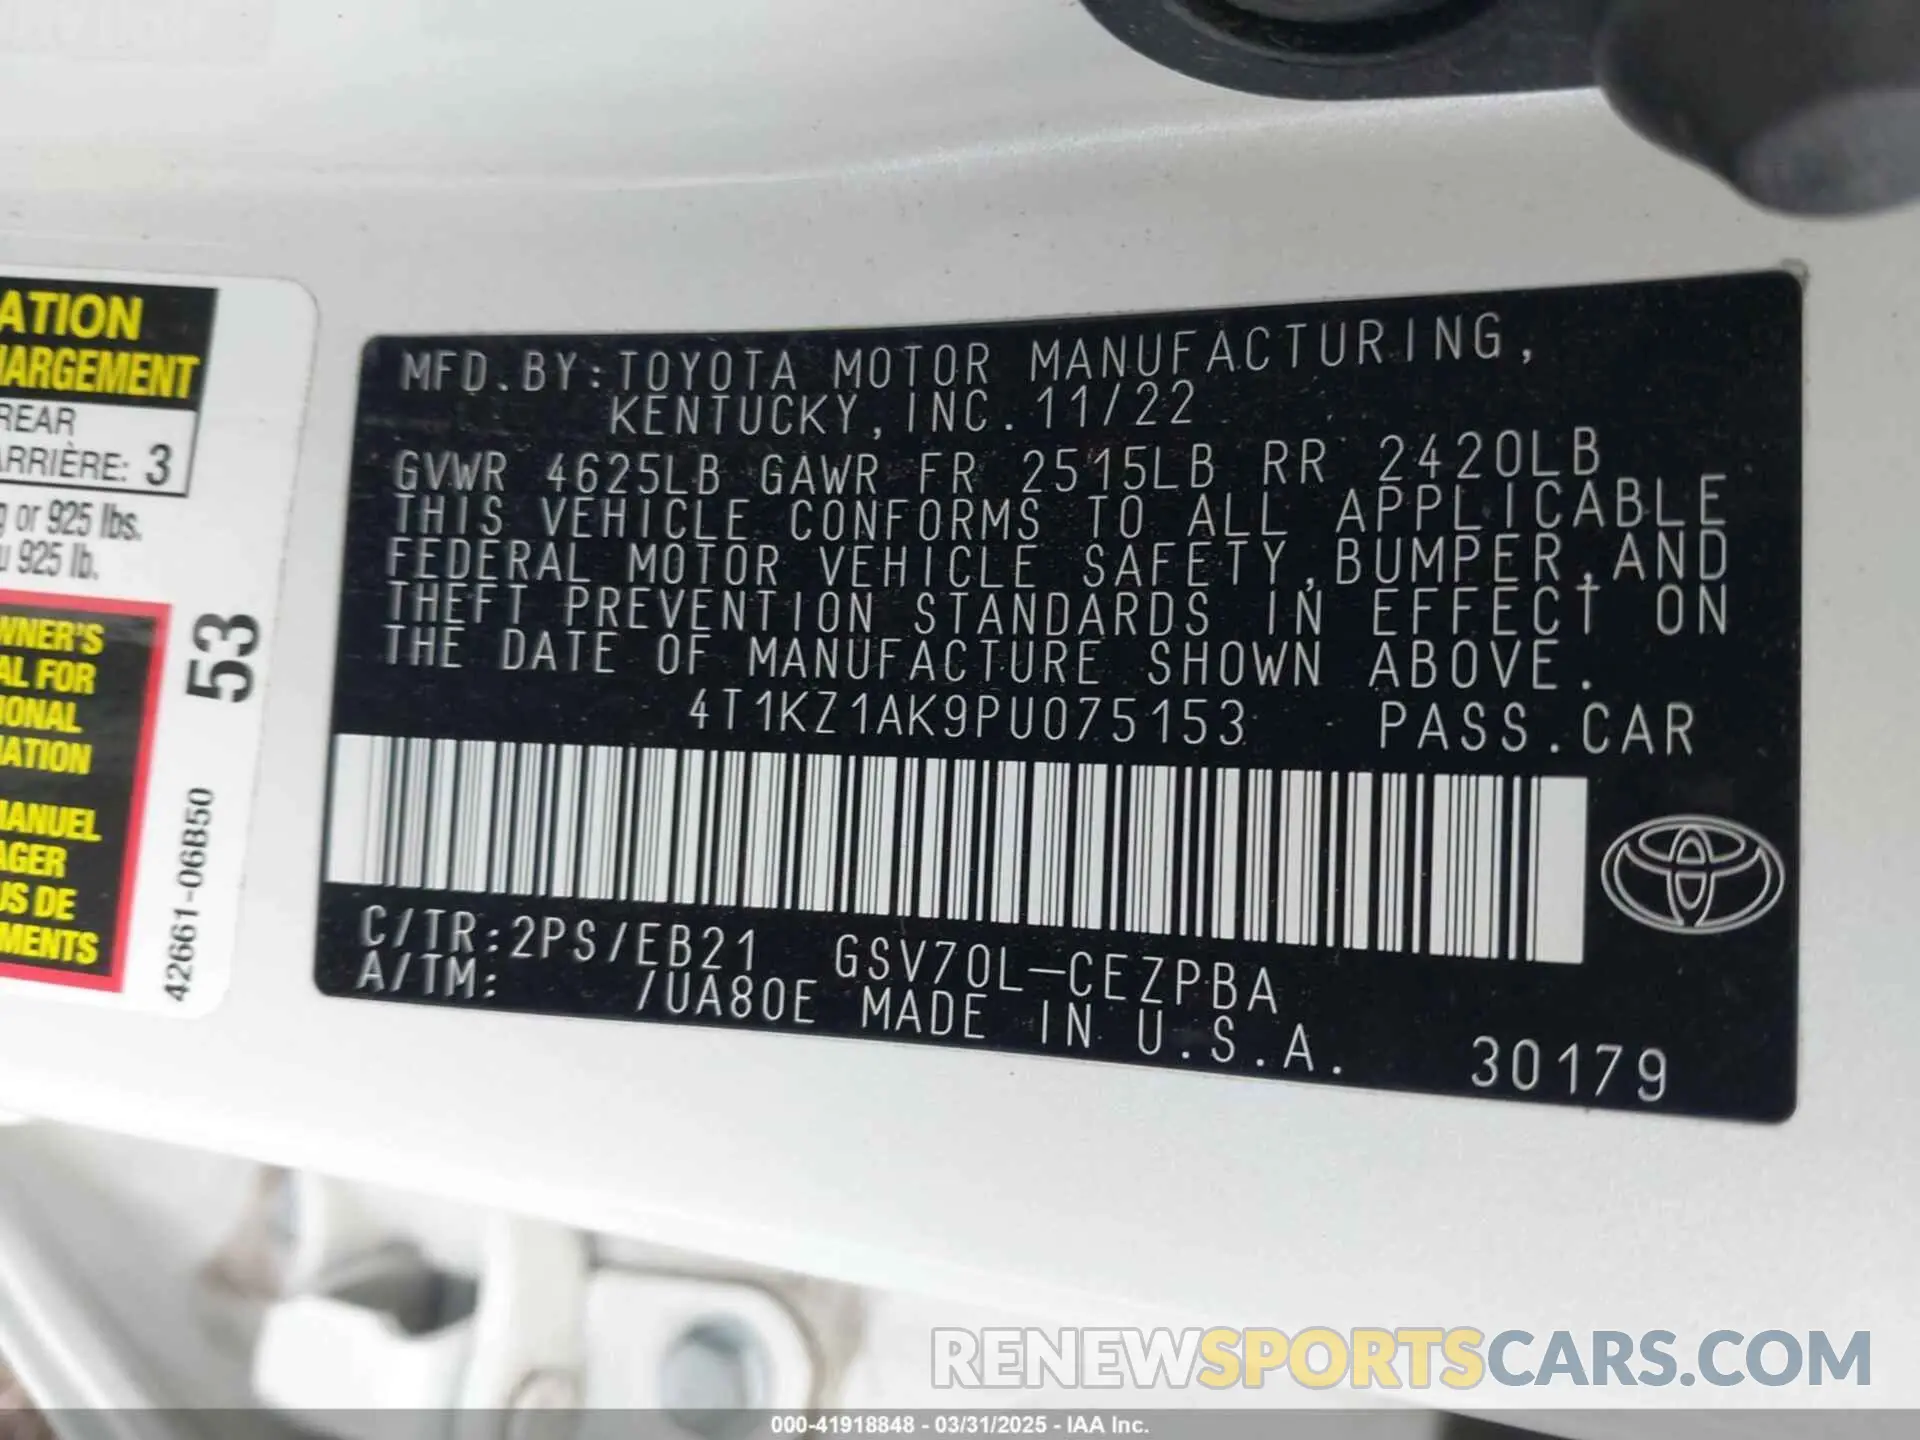 ATION
HARGEMENT
REAR
ARRIÈRE: 3
g or 925 lbs.
u 925 lb.
WNER'S
AL FOR
IONAL
MATION
MANUEL
AGER
US DE
MENTS
53
42661-06B50
MFD.BY:TOYOTA MOTOR MANUFACTURING,
KENTUCKY,INC.11/22
GVWR 4625LB GAWR FR 2515LB RR 2420LB
THIS VEHICLE CONFORMS TO ALL APPLICABLE
FEDERAL MOTOR VEHICLE SAFETY,BUMPER,AND
THEFT PREVENTION STANDARDS IN EFFECT ON
THE DATE OF MANUFACTURE SHOWN ABOVE.
4T1KZ1AK9PU075153 PASS.CAR
C/TR:2PS/EB21 GSV70L-CEZPBA
A/TM: /UA80E MADE IN U.S.A. 30179
RENEWSPORTSCARS.COM
000-41918848 - 03/31/2025 - IAA Inc.